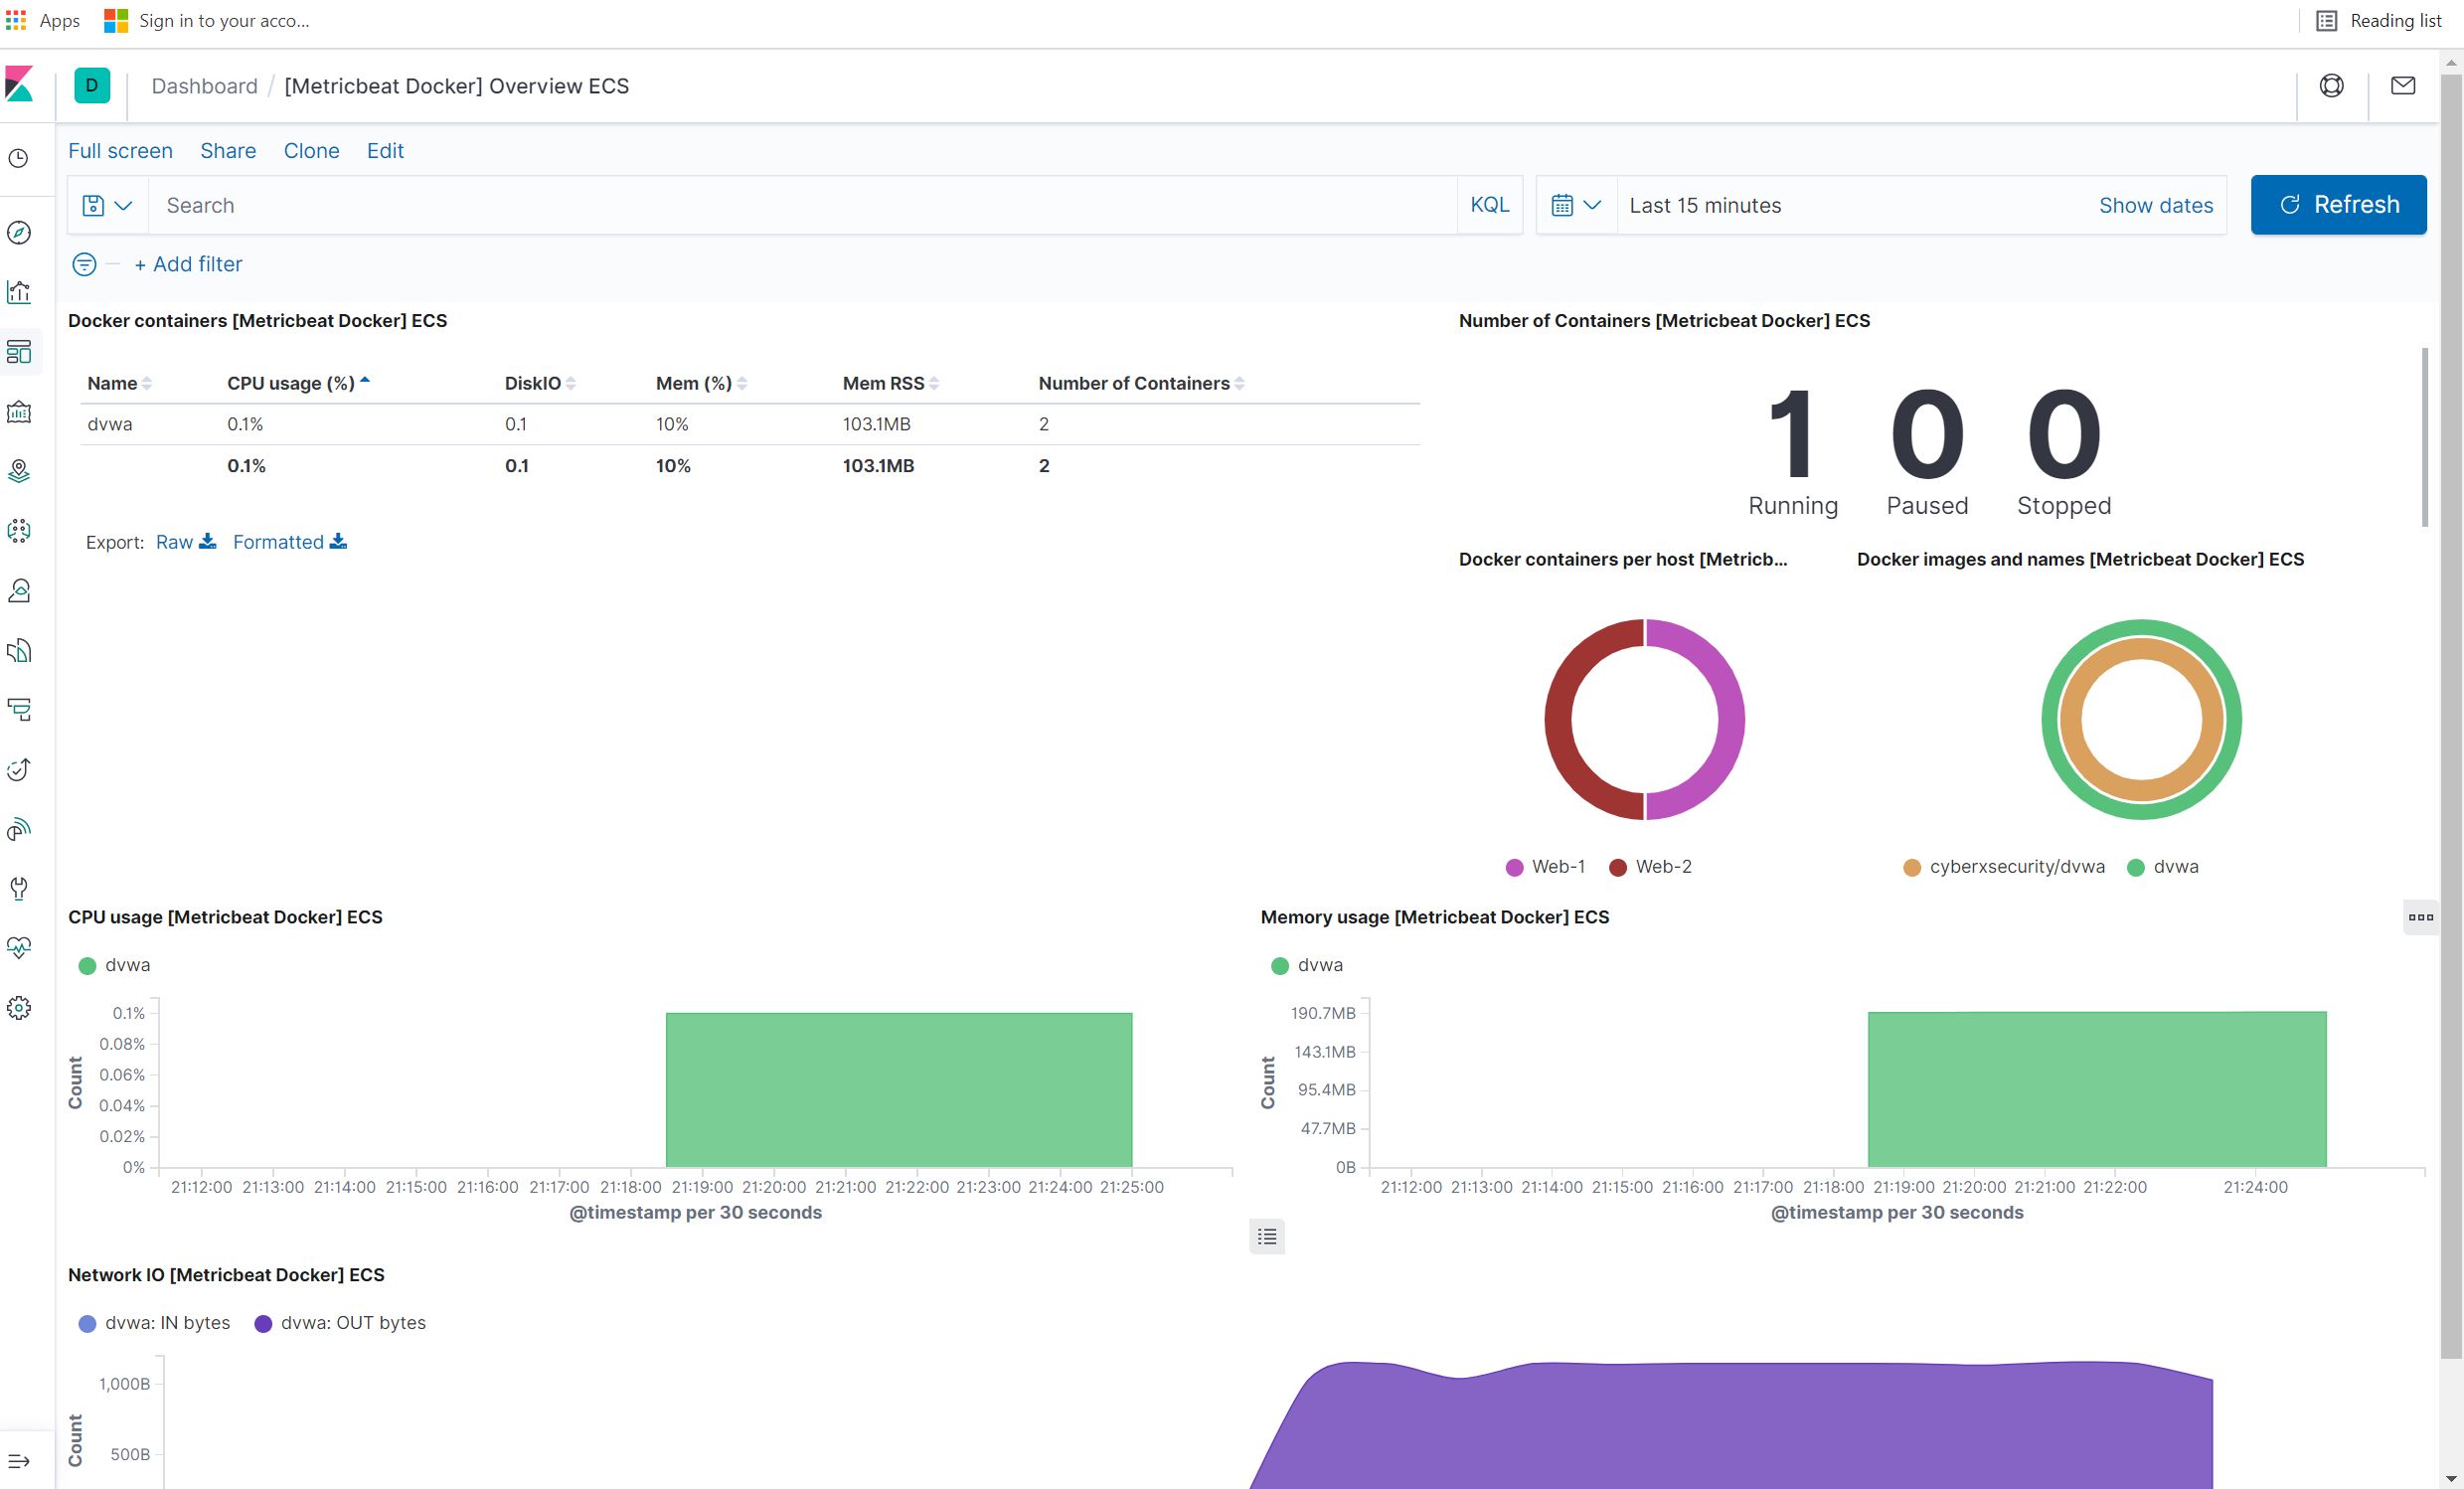 Apps Sign in to your acco... Reading list
D Dashboard / [Metricbeat Docker] Overview ECS
Full screen Share Clone Edit
Search KQL Last 15 minutes Show dates Refresh
+ Add filter
Docker containers [Metricbeat Docker] ECS
Name CPU usage (%) DiskIO Mem (%) Mem RSS Number of Containers
dvwa 0.1% 0.1 10% 103.1MB 2
0.1% 0.1 10% 103.1MB 2
Export: Raw Formatted
Number of Containers [Metricbeat Docker] ECS
1 0 0
Running Paused Stopped
Docker containers per host [Metricb...
Web-1 Web-2
Docker images and names [Metricbeat Docker] ECS
cyberxsecurity/dvwa dvwa
CPU usage [Metricbeat Docker] ECS
dvwa
0.1%
0.08%
0.06%
0.04%
0.02%
0%
Count
21:12:00 21:13:00 21:14:00 21:15:00 21:16:00 21:17:00 21:18:00 21:19:00 21:20:00 21:21:00 21:22:00 21:23:00 21:24:00 21:25:00
@timestamp per 30 seconds
Memory usage [Metricbeat Docker] ECS
dvwa
190.7MB
143.1MB
95.4MB
47.7MB
0B
Count
21:12:00 21:13:00 21:14:00 21:15:00 21:16:00 21:17:00 21:18:00 21:19:00 21:20:00 21:21:00 21:22:00 21:24:00
@timestamp per 30 seconds
Network IO [Metricbeat Docker] ECS
dvwa: IN bytes dvwa: OUT bytes
1,000B
500B
Count